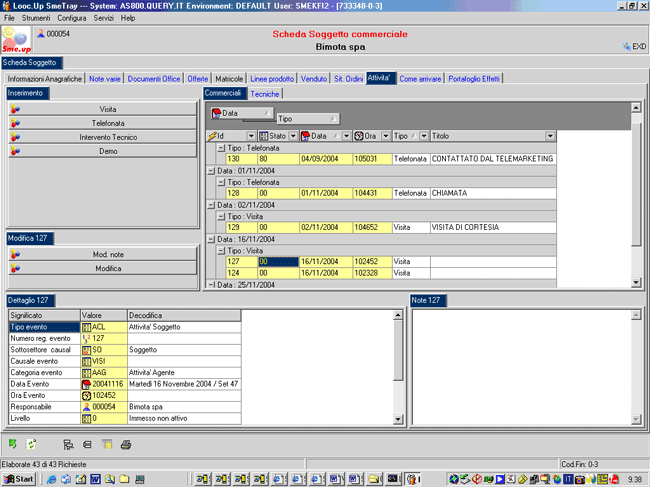 Looc.Up SmeTray --- System: AS800.QUERY.IT Environment: DEFAULT User: SMEKFI2 - [733348-0-3]
File Strumenti Configura Servizi Help
Sme.up
000054
Scheda Soggetto commerciale
Bimota spa
EXD
Scheda Soggetto
Informazioni Anagrafiche Note varie Documenti Office Offerte Matricole Linee prodotto Venduto Sit. Ordini Attivita' Come arrivare Portafoglio Effetti
Inserimento
Visita
Telefonata
Intervento Tecnico
Demo
Modifica 127
Mod. note
Modifica
Commerciali Tecniche
Data
Tipo
Id Stato Data Ora Tipo Titolo
Tipo : Telefonata
130 80 04/09/2004 105031 Telefonata CONTATTATO DAL TELEMARKETING
Data : 01/11/2004
Tipo : Telefonata
128 00 01/11/2004 104431 Telefonata CHIAMATA
Data : 02/11/2004
Tipo : Visita
129 00 02/11/2004 104652 Visita VISITA DI CORTESIA
Data : 16/11/2004
Tipo : Visita
127 00 16/11/2004 102452 Visita
124 00 16/11/2004 102328 Visita
Data : 25/11/2004
Dettaglio 127
Significato Valore Decodifica
Tipo evento ACL Attivita' Soggetto
Numero reg. evento 127
Sottosettore causal SO Soggetto
Causale evento VISI
Categoria evento AAG Attivita' Agente
Data Evento 20041116 Martedì 16 Novembre 2004 / Set 47
Ora Evento 102452
Responsabile 000054 Bimota spa
Livello 0 Immesso non attivo
Note 127
Elaborate 43 di 43 Richieste
Cod.Fin: 0-3
Start
IT
9.38